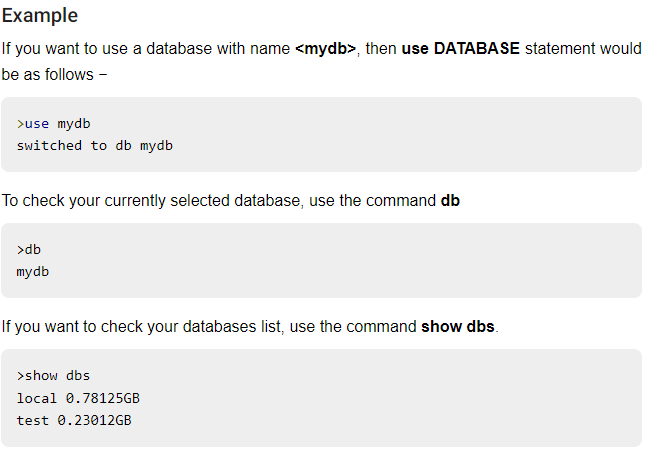 Example
If you want to use a database with name <mydb>, then use DATABASE statement would
be as follows −
>use mydb
switched to db mydb
To check your currently selected database, use the command db
>db
mydb
If you want to check your databases list, use the command show dbs.
>show dbs
local 0.78125GB
test 0.23012GB